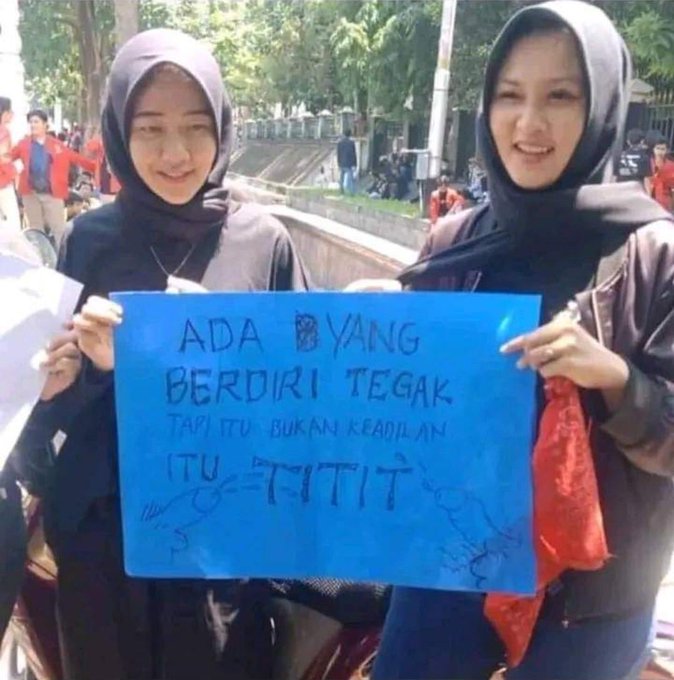 ADA YANG
BERDIRI TEGAK
TAPI ITU BUKAN KEADILAN
ITU TITIT